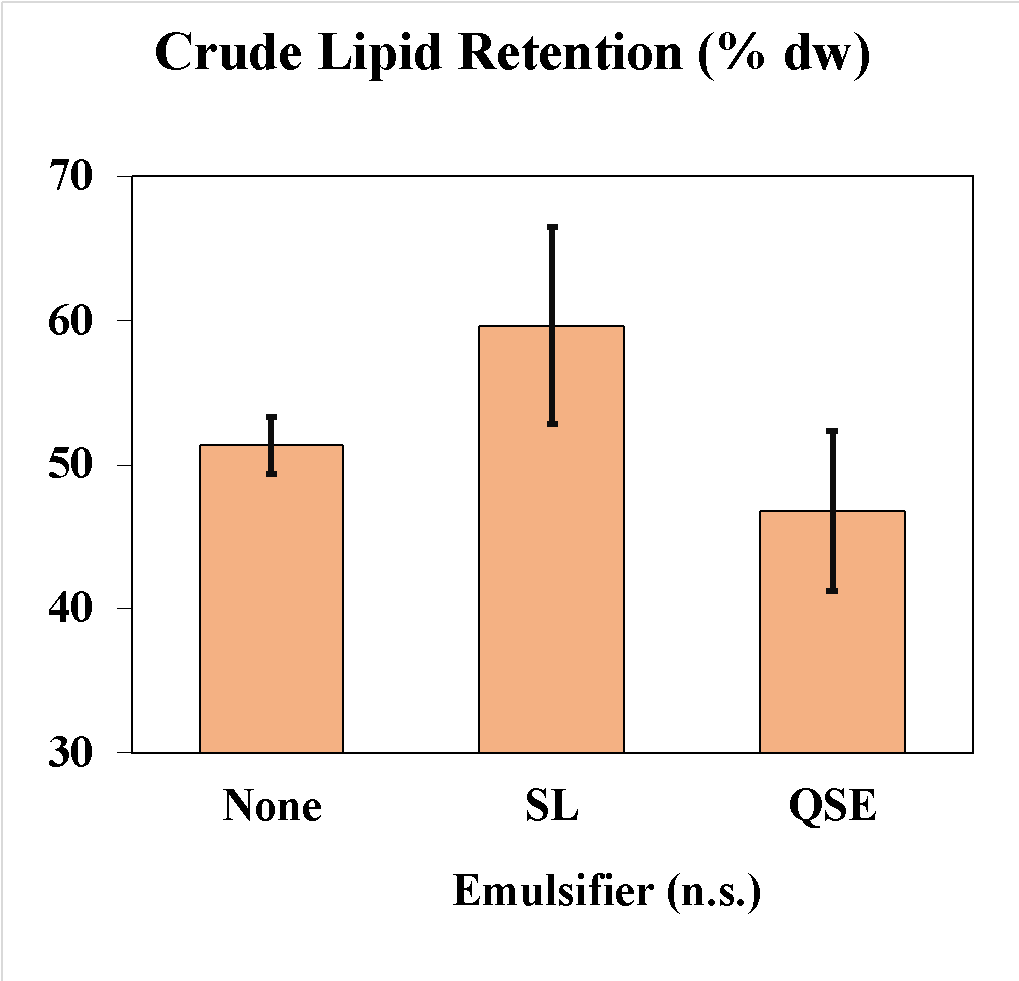 Crude Lipid Retention (% dw)
70
60
50
40
30
None SL QSE
Emulsifier (n.s.)